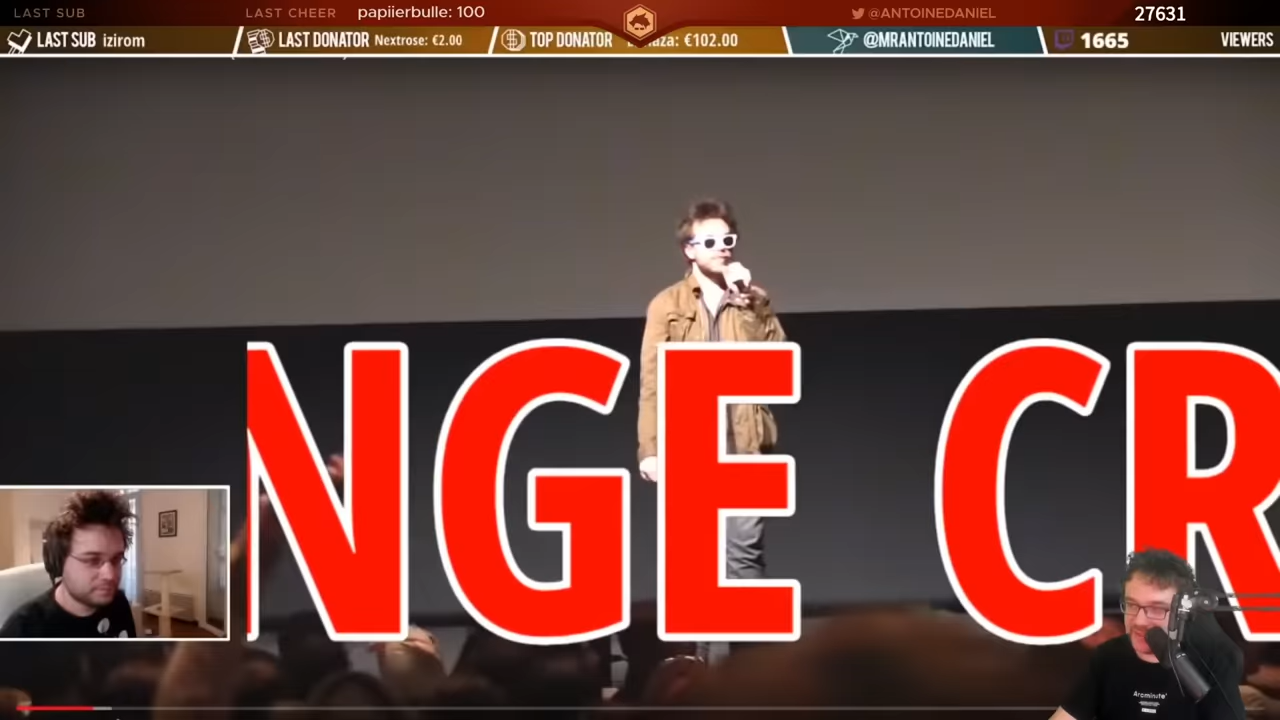 LAST SUB
LAST CHEER papiierbulle: 100
@ANTOINEDANIEL
27631
LAST SUB izirom
LAST DONATOR Nextrose: €2.00
TOP DONATOR €102.00
@MRANTOINEDANIEL
1665 VIEWERS
NGE CR
Araminute